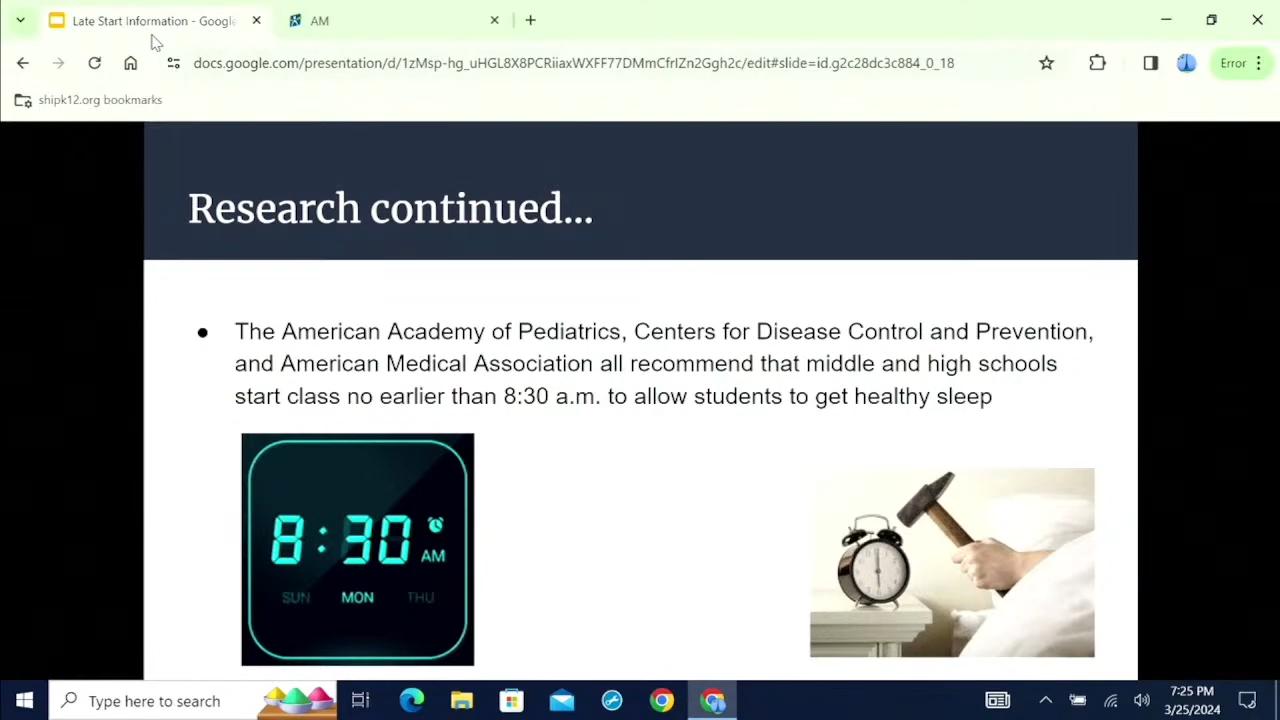 Late Start Information - Google
AM
docs.google.com/presentation/d/1zMsp-hg_uHGL8X8PCRiiaxWXFF77DMmCfrIZn2Ggh2c/edit#slide=id.g2c28dc3c884_0_18
Error
shipk12.org bookmarks
Research continued...
● The American Academy of Pediatrics, Centers for Disease Control and Prevention,
and American Medical Association all recommend that middle and high schools
start class no earlier than 8:30 a.m. to allow students to get healthy sleep
8:30 AM
SUN MON THU
Type here to search
7:25 PM
3/25/2024